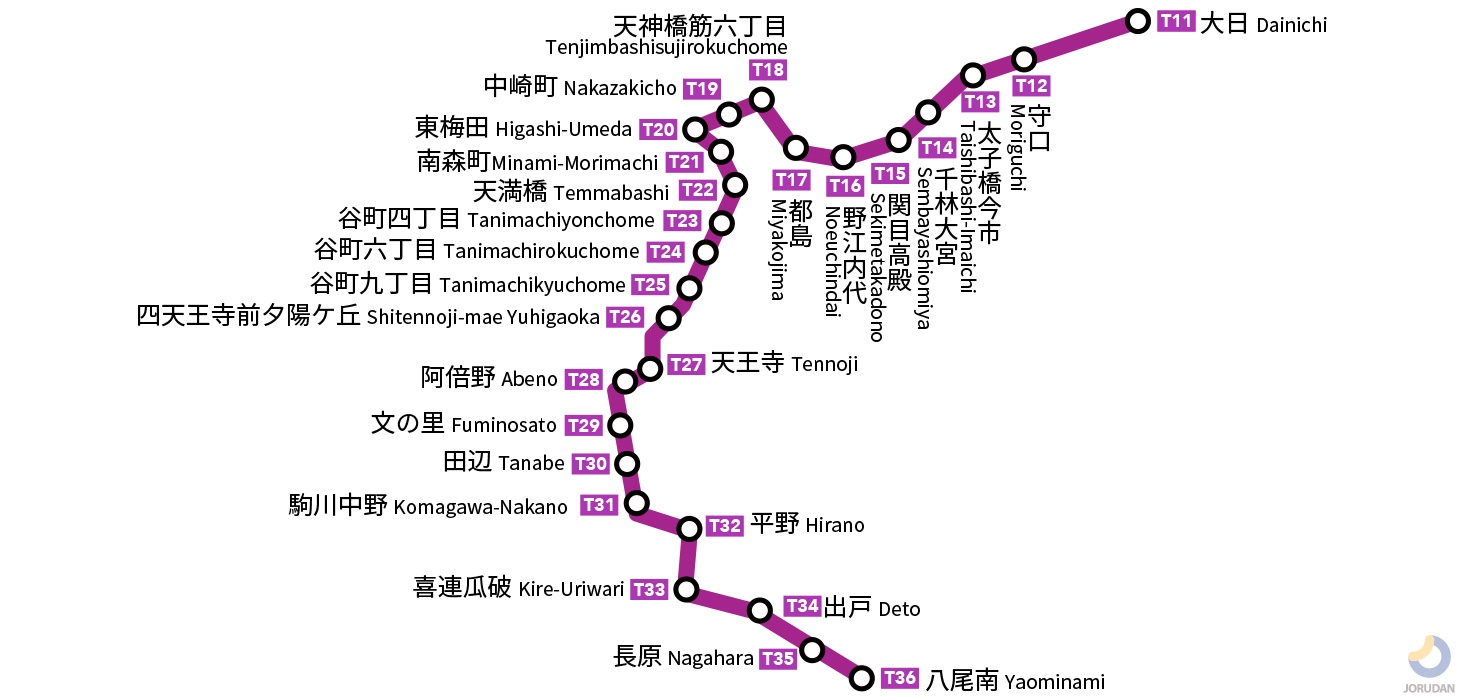 T11 大日 Dainichi
T12
守口
Moriguchi
T13
太子橋今市
Taishibashi-Imaichi
T14
千林大宮
Sembayashiomiya
T15
関目高殿
Sekimetakadono
T16
野江内代
Noeuchindai
T17
都島
Miyakojima
天神橋筋六丁目
Tenjimbashisujirokuchome
T18
中崎町 Nakazakicho T19
東梅田 Higashi-Umeda T20
南森町 Minami-Morimachi T21
天満橋 Temmabashi T22
谷町四丁目 Tanimachiyonchome T23
谷町六丁目 Tanimachirokuchome T24
谷町九丁目 Tanimachikyuchome T25
四天王寺前夕陽ケ丘 Shitennoji-mae Yuhigaoka T26
T27 天王寺 Tennoji
阿倍野 Abeno T28
文の里 Fuminosato T29
田辺 Tanabe T30
駒川中野 Komagawa-Nakano T31
T32 平野 Hirano
喜連瓜破 Kire-Uriwari T33
T34 出戸 Deto
長原 Nagahara T35
T36 八尾南 Yaominami
JORUDAN